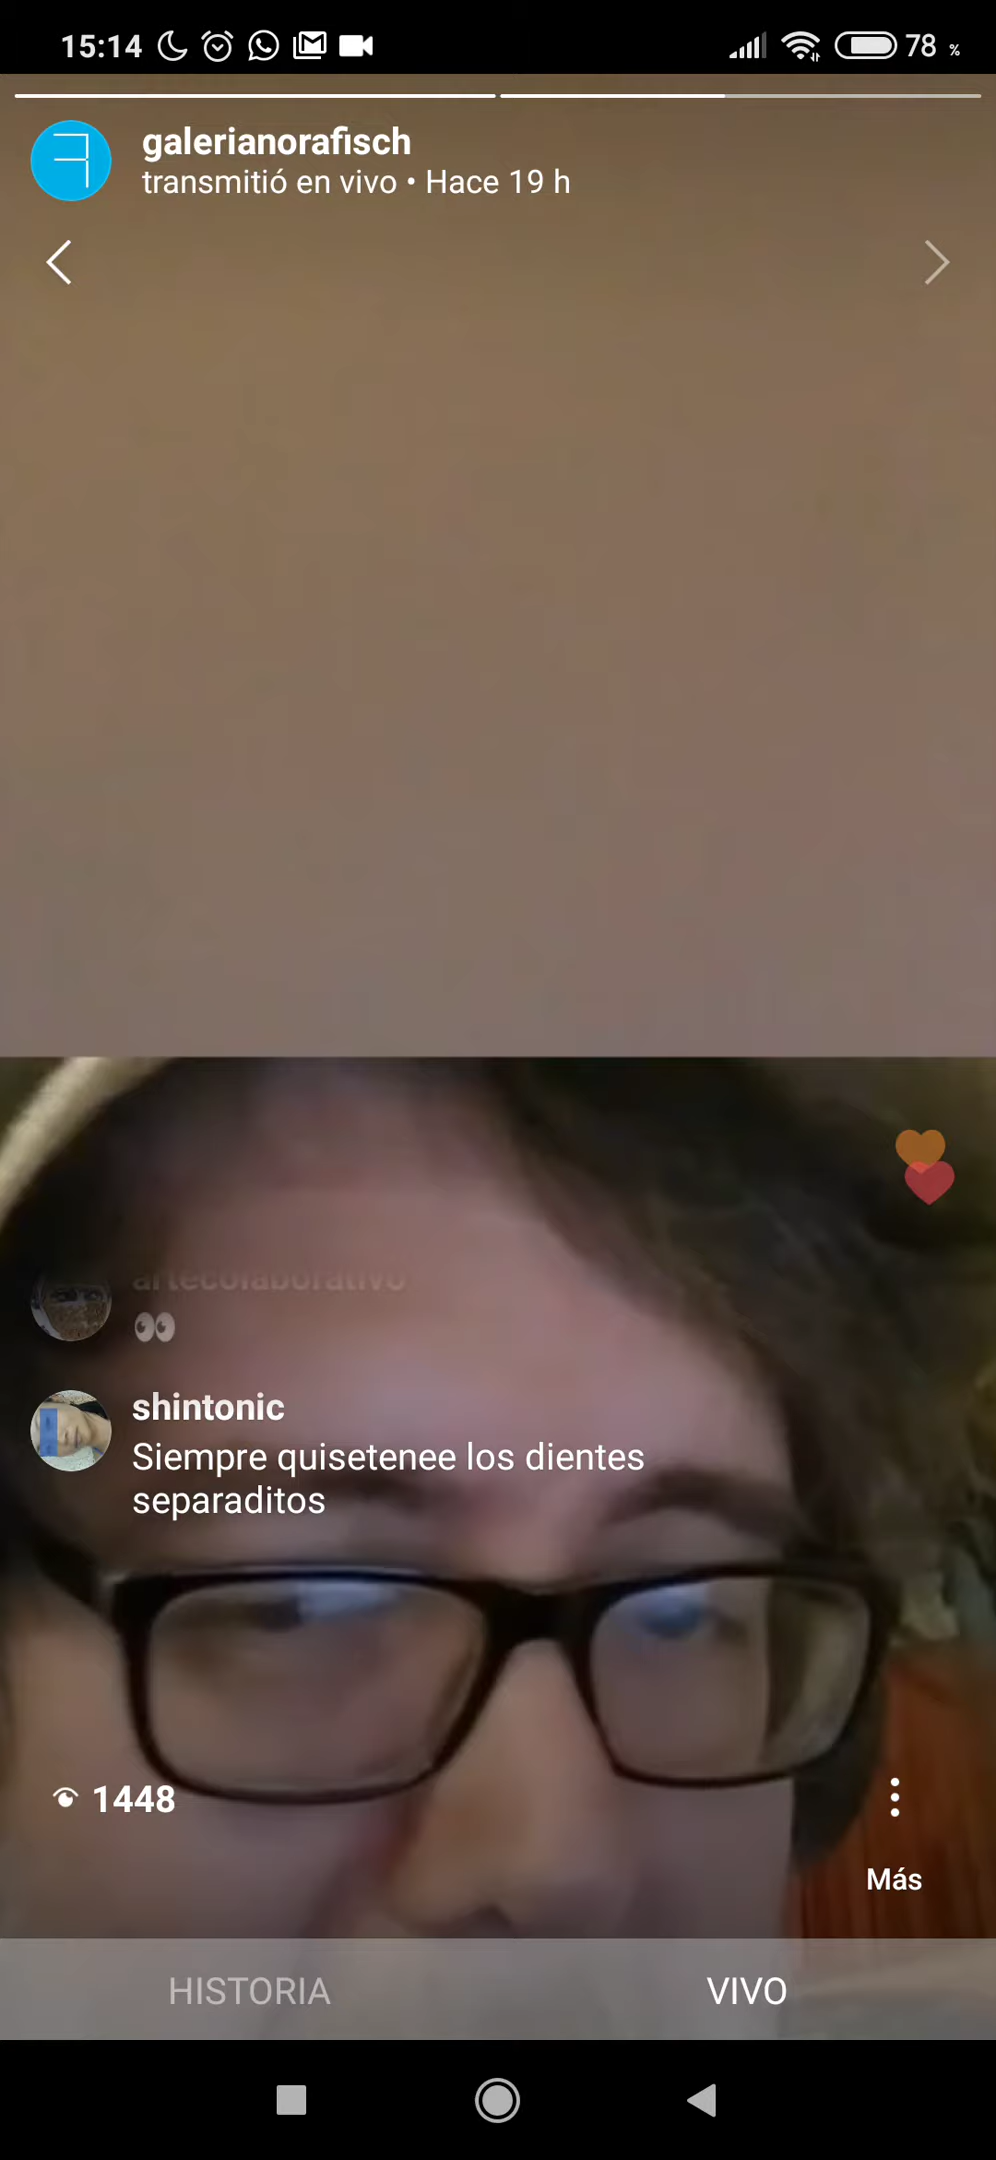 15:14
78 %
galerianorafisch
transmitió en vivo • Hace 19 h
artecolaborativo
👀
shintonic
Siempre quisetenee los dientes
separaditos
1448
Más
HISTORIA
VIVO